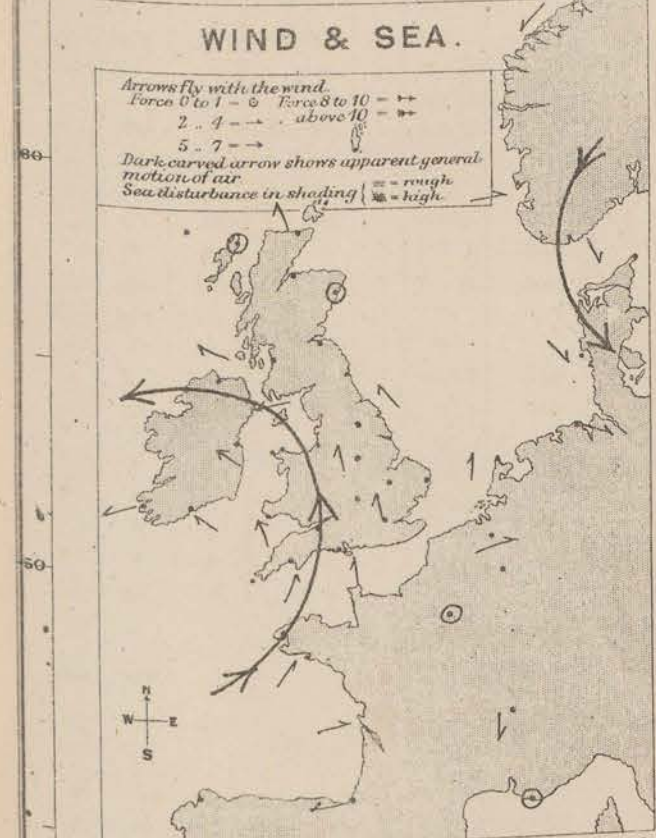 WIND & SEA.
Arrows fly with the wind.
Force 0 to 1 = Force 8 to 10 =
2 .. 4 = . above 10 =
5 .. 7 =
Dark carved arrow shows apparent general
motion of air
Sea disturbance in shading { = rough
= high
60
50
N
W E
S